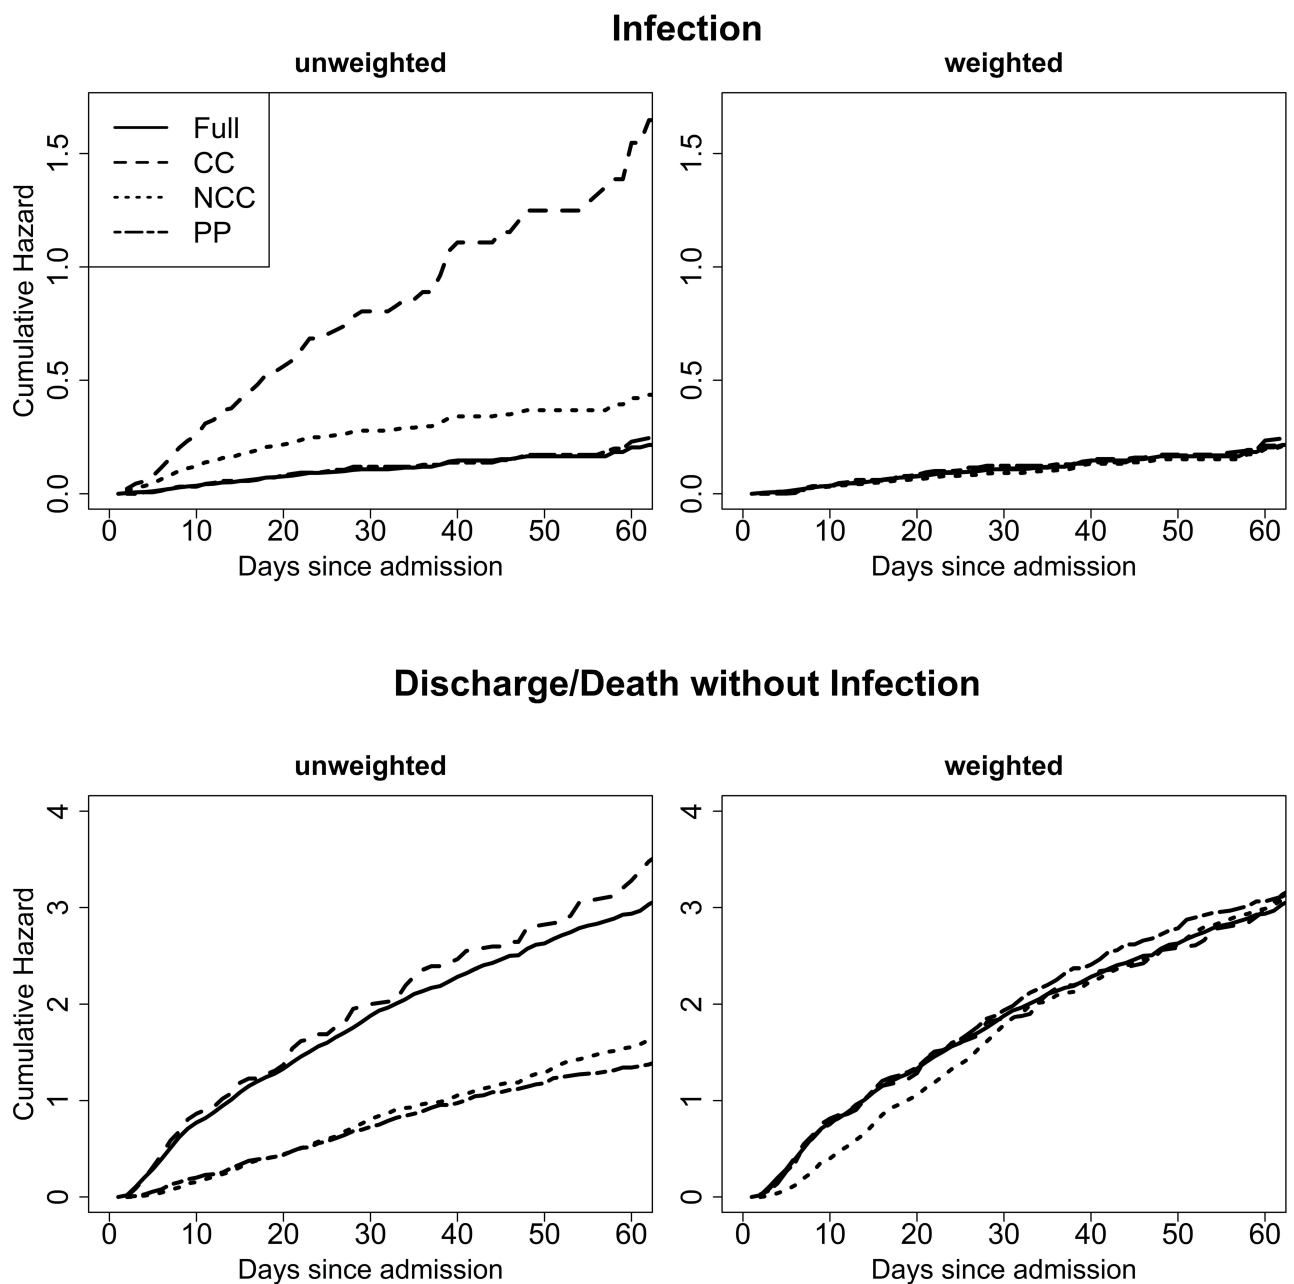 Infection
unweighted
weighted
Full
CC
NCC
PP
Cumulative Hazard
0.0 0.5 1.0 1.5
0 10 20 30 40 50 60
Days since admission
0.0 0.5 1.0 1.5
0 10 20 30 40 50 60
Days since admission
Discharge/Death without Infection
unweighted
weighted
Cumulative Hazard
0 1 2 3 4
0 10 20 30 40 50 60
Days since admission
0 1 2 3 4
0 10 20 30 40 50 60
Days since admission